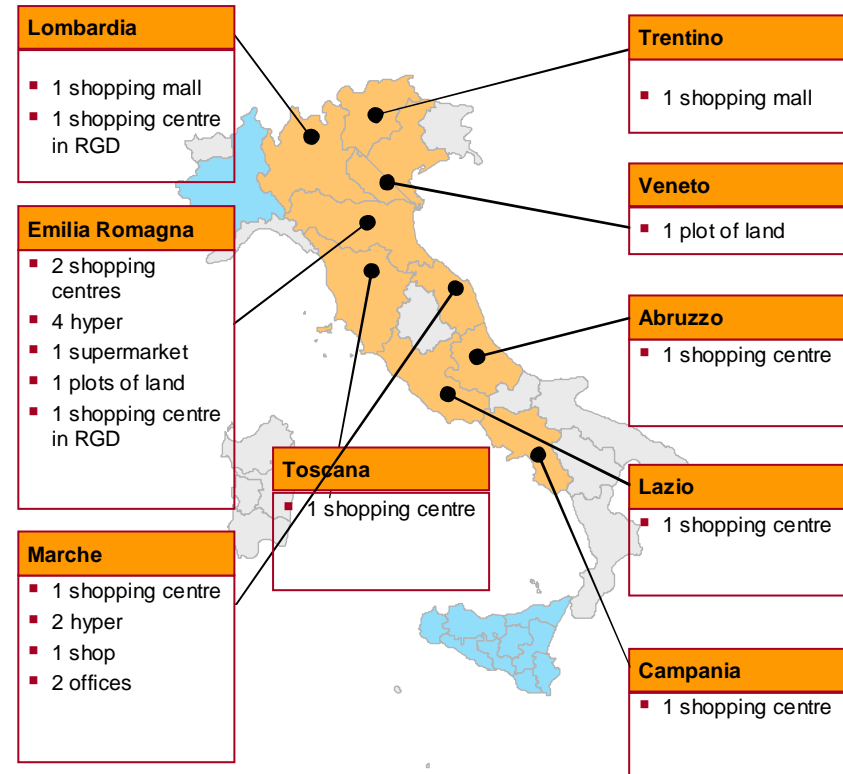 Lombardia
▪ 1 shopping mall
▪ 1 shopping centre
in RGD
Emilia Romagna
▪ 2 shopping
centres
▪ 4 hyper
▪ 1 supermarket
▪ 1 plots of land
▪ 1 shopping centre
in RGD
Marche
▪ 1 shopping centre
▪ 2 hyper
▪ 1 shop
▪ 2 offices
Toscana
▪ 1 shopping centre
Trentino
▪ 1 shopping mall
Veneto
▪ 1 plot of land
Abruzzo
▪ 1 shopping centre
Lazio
▪ 1 shopping centre
Campania
▪ 1 shopping centre